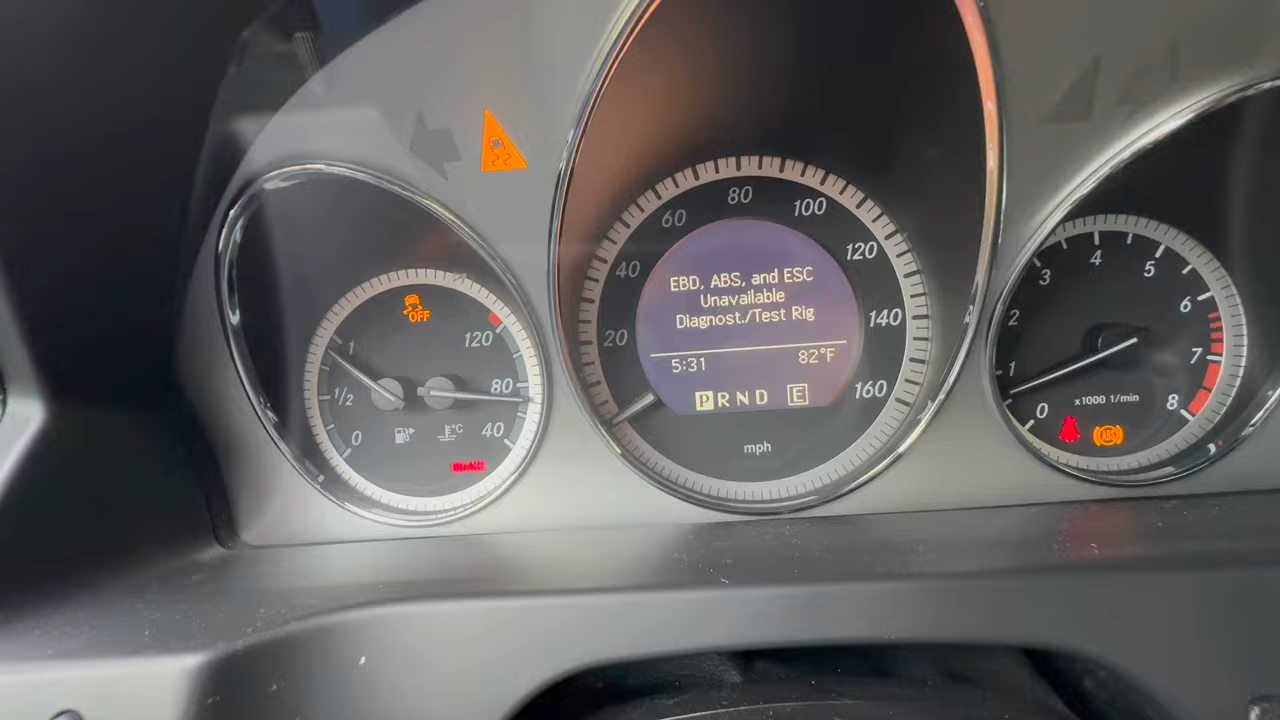 EBD, ABS, and ESC
Unavailable
Diagnost./Test Rig
5:31 82°F
P R N D E
20
40
60
80
100
120
140
160
mph
OFF
1
1/2
0
120
80
40
°C
0
1
2
3
4
5
6
7
8
x1000 1/min
ABS